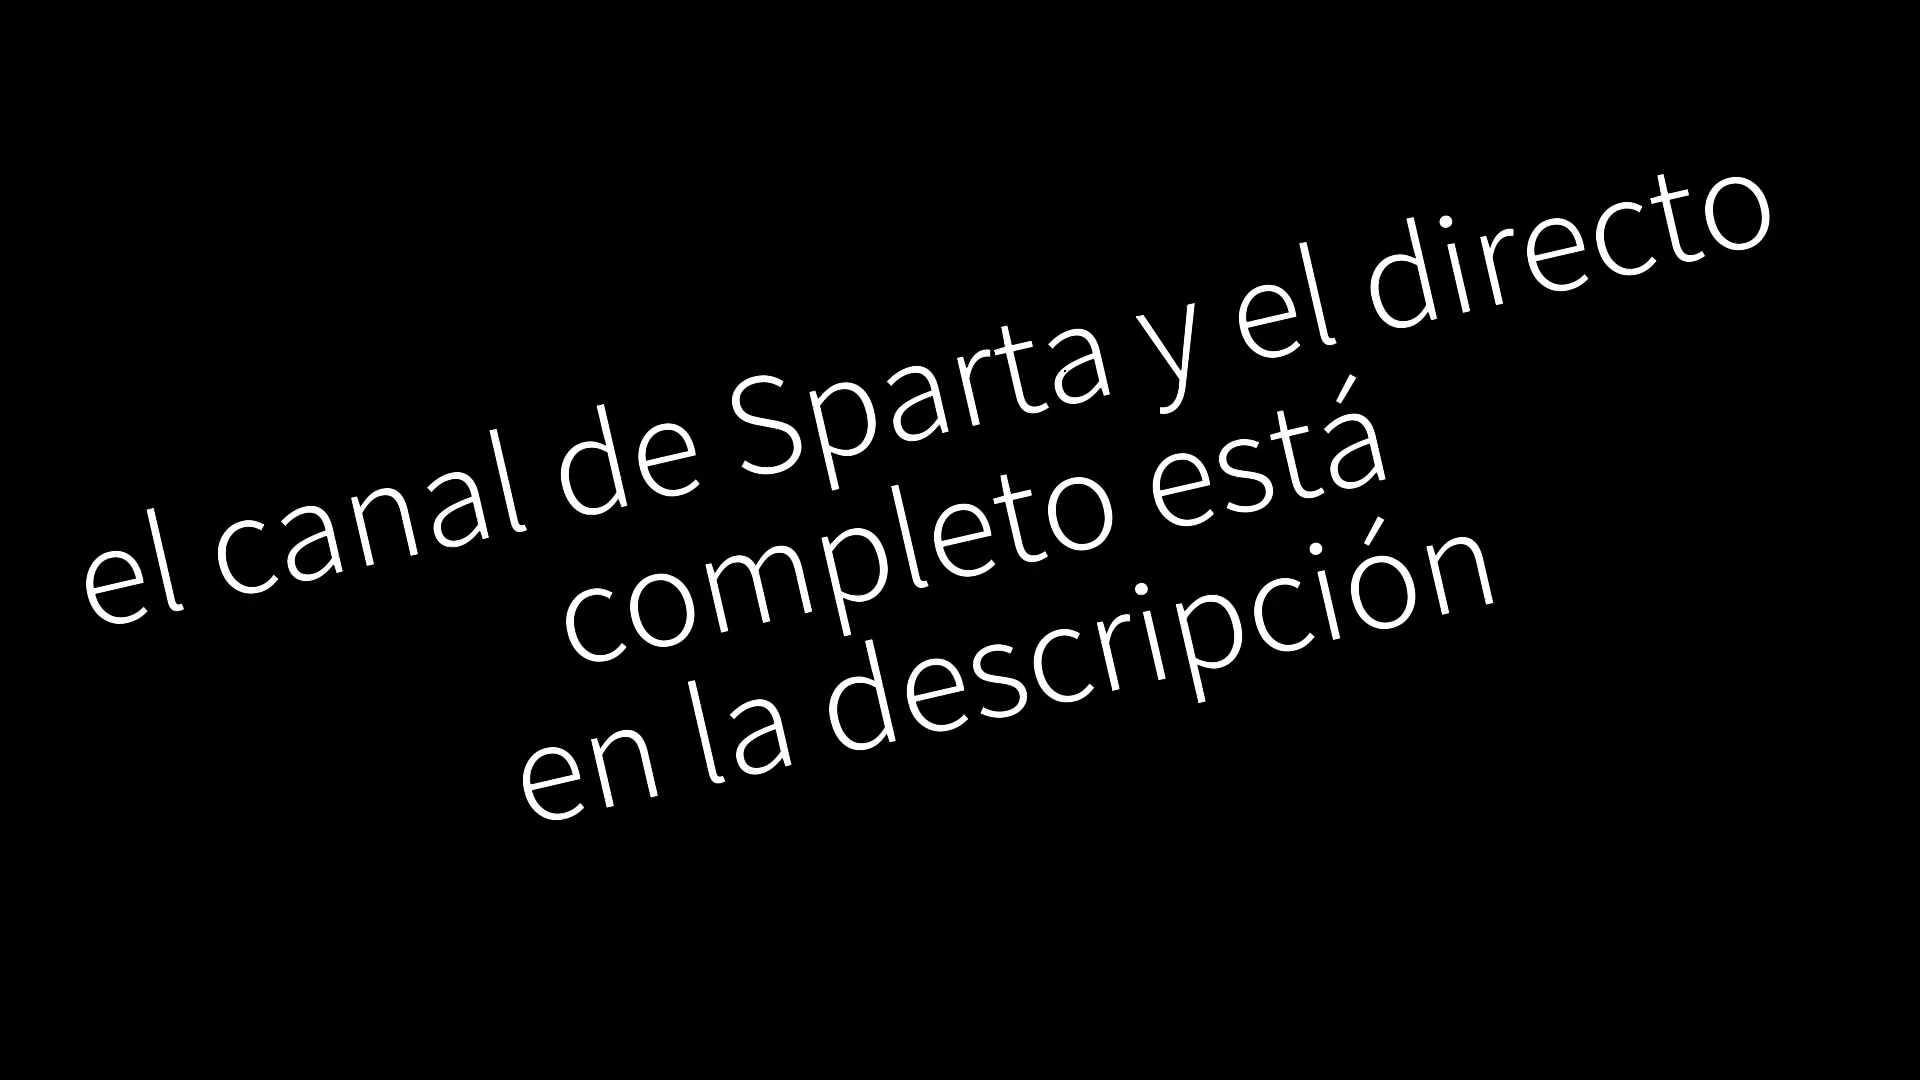 el canal de Sparta y el directo
completo está
en la descripción